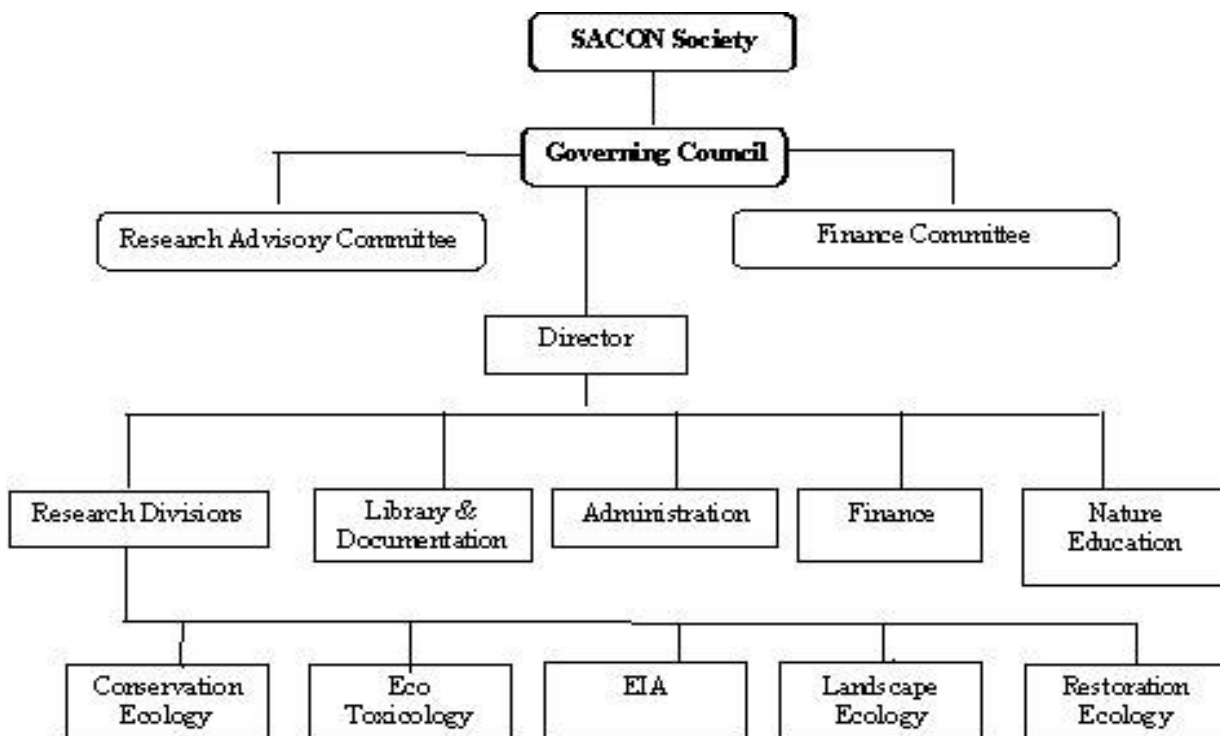 SACON Society
Governing Council
Research Advisory Committee
Finance Committee
Director
Research Divisions
Library &
Documentation
Administration
Finance
Nature
Education
Conservation
Ecology
Eco
Toxicology
EIA
Landscape
Ecology
Restoration
Ecology